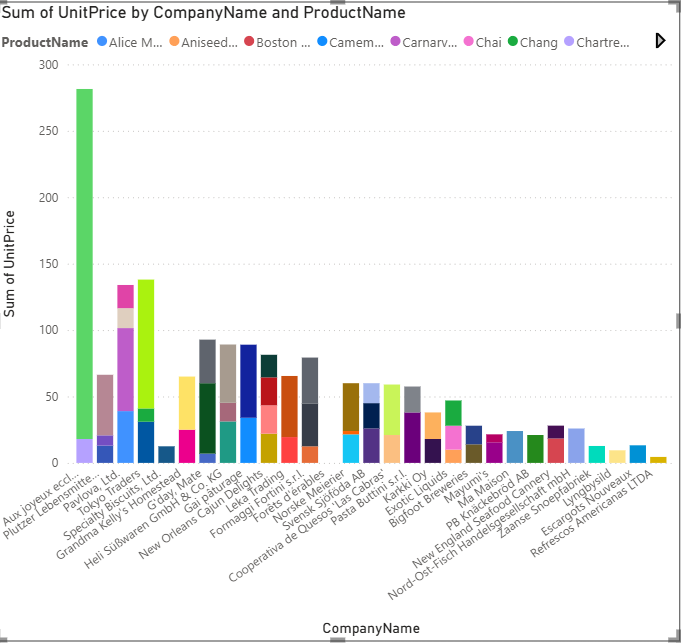 Sum of UnitPrice by CompanyName and ProductName
ProductName Alice M... Aniseed... Boston ... Camem... Carnarv... Chai Chang Chartre...
300
250
200
150
100
50
0
Sum of UnitPrice
Aux joyeux eccl...
Plutzer Lebensmitte...
Pavlova, Ltd.
Tokyo Traders
Specialty Biscuits, Ltd.
Grandma Kelly's Homestead
G'day, Mate
Heli Süßwaren GmbH & Co. KG
Gai pâturage
New Orleans Cajun Delights
Leka Trading
Formaggi Fortini s.r.l.
Forêts d'érables
Norske Meierier
Svensk Sjöföda AB
Cooperativa de Quesos 'Las Cabras'
Pasta Buttini s.r.l.
Karkki Oy
Exotic Liquids
Bigfoot Breweries
Mayumi's
Ma Maison
PB Knäckebröd AB
New England Seafood Cannery
Nord-Ost-Fisch Handelsgesellschaft mbH
Zaanse Snoepfabriek
Lyngbysild
Escargots Nouveaux
Refrescos Americanas LTDA
CompanyName